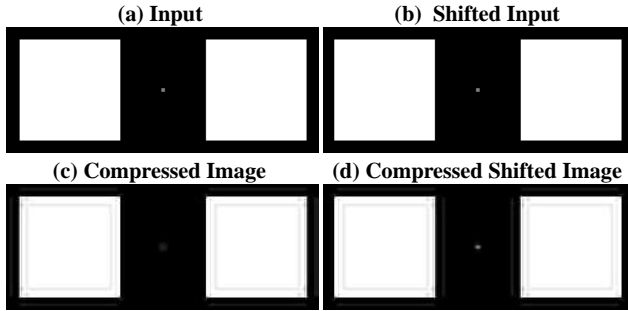 (a) Input
(b) Shifted Input
(c) Compressed Image
(d) Compressed Shifted Image